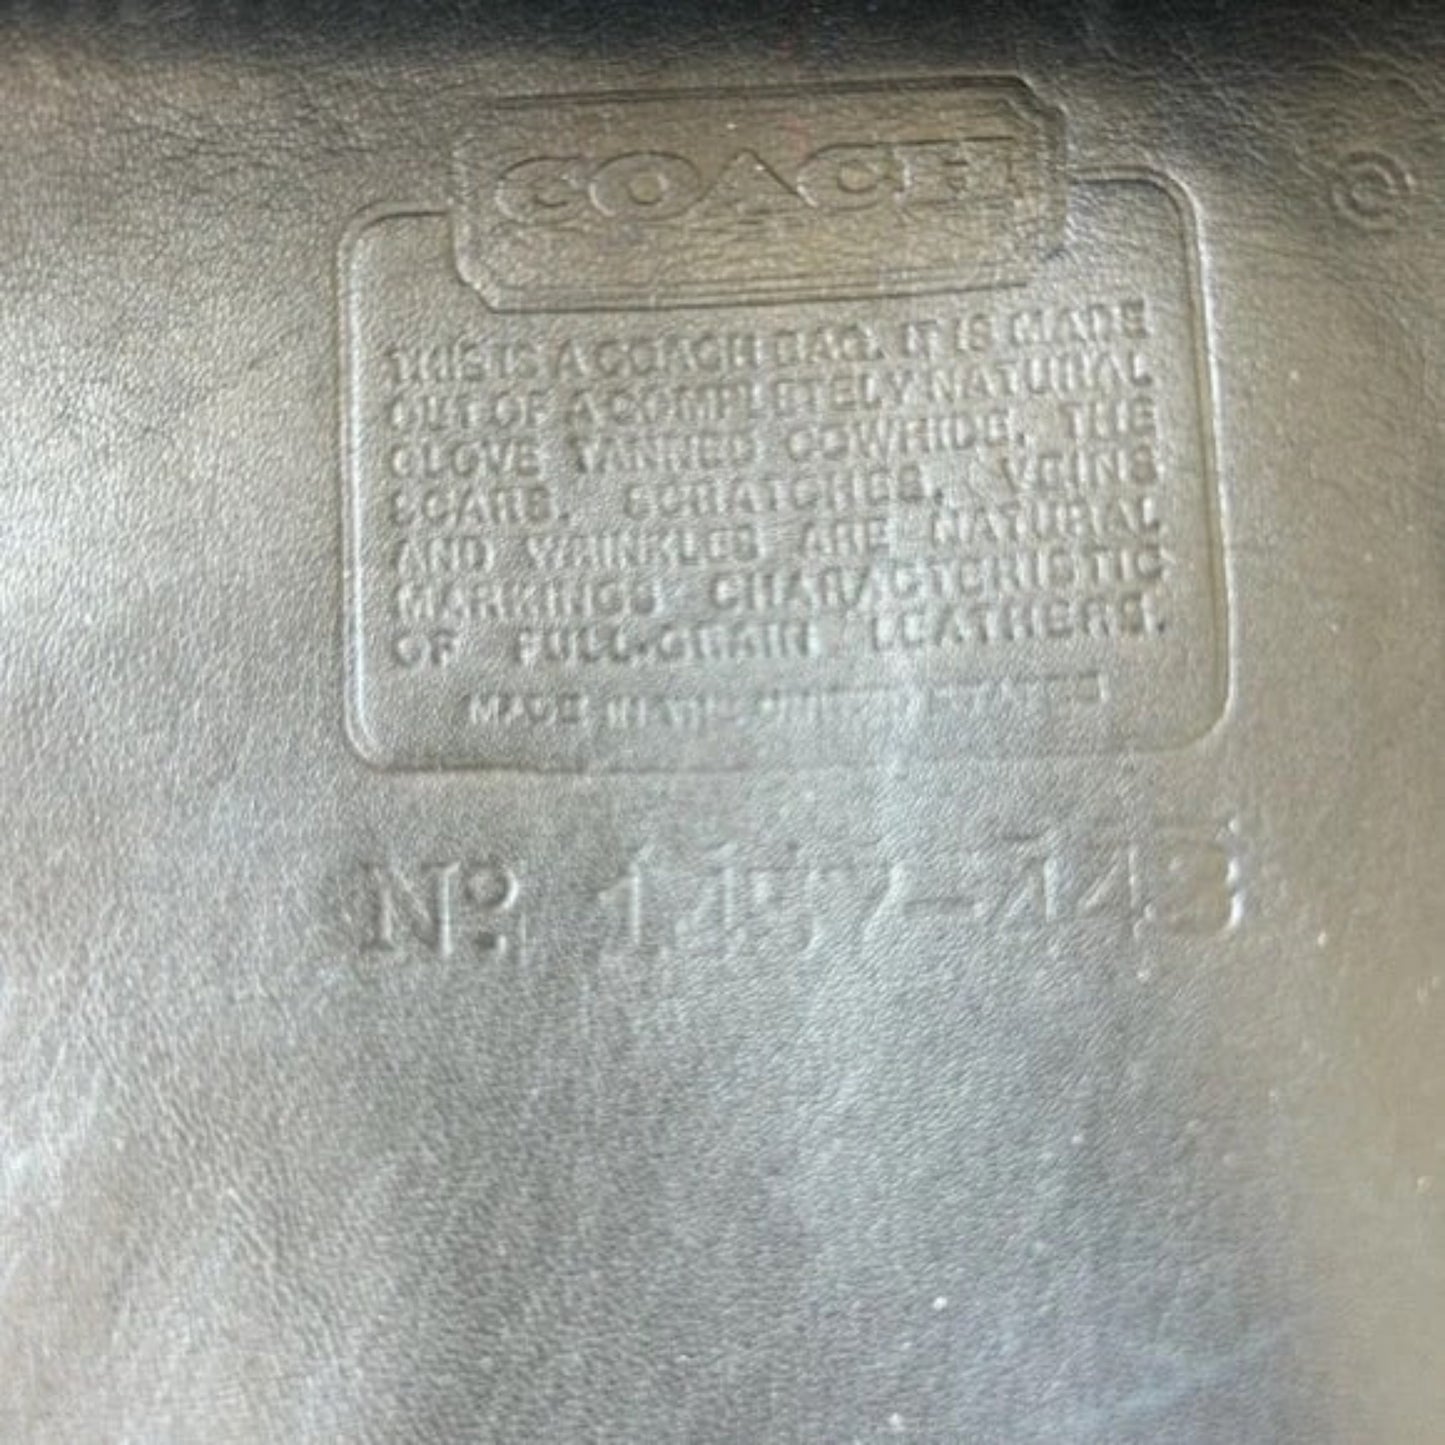 COACH
©
THIS IS A COACH BAG. IT IS MADE
OUT OF A COMPLETELY NATURAL
GLOVE TANNED COWHIDE. THE
SCARS, SCRATCHES, VEINS
AND WRINKLES ARE NATURAL
MARKINGS CHARACTERISTIC
OF FULL-GRAIN LEATHERS.
MADE IN THE UNITED STATES
Nº